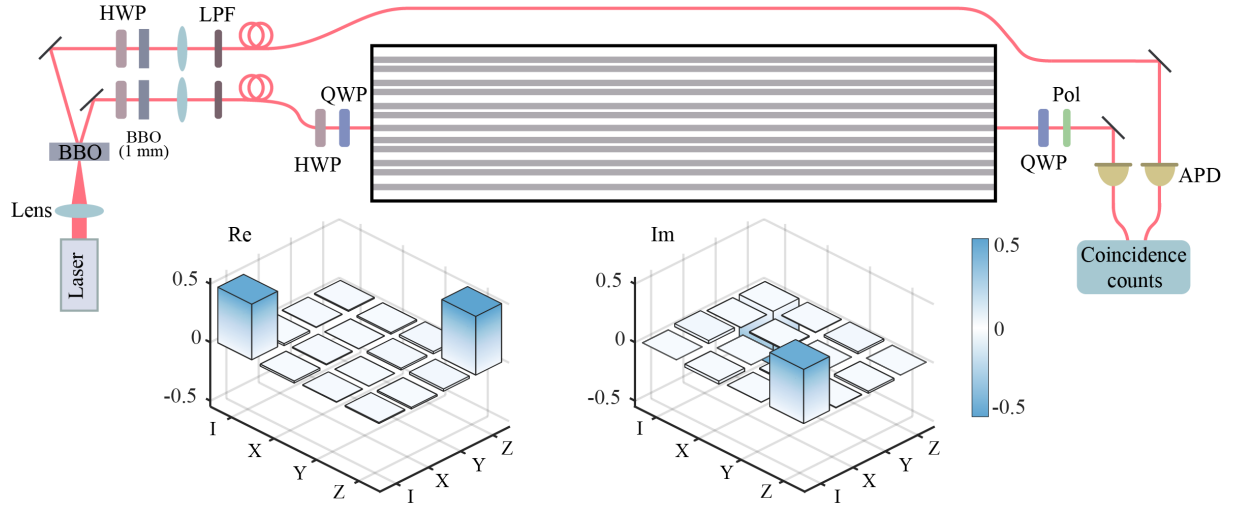 HWP
LPF
BBO
(1 mm)
QWP
HWP
BBO
Lens
Laser
QWP
Pol
APD
Coincidence
counts
Re
0.5
0
-0.5
I
X
Y
Z
I
X
Y
Z
Im
0.5
0
-0.5
I
X
Y
Z
I
X
Y
Z
0.5
0
-0.5